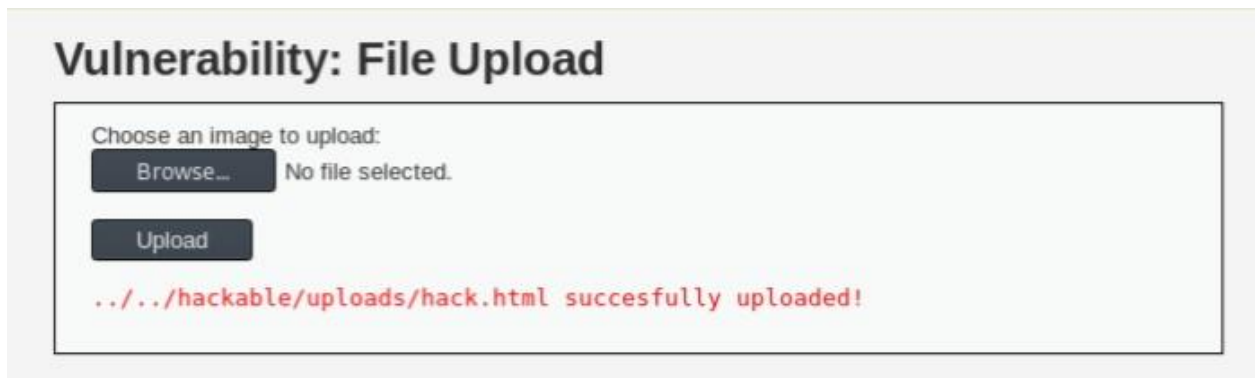 Vulnerability: File Upload
Choose an image to upload:
Browse... No file selected.
Upload
../../hackable/uploads/hack.html succesfully uploaded!